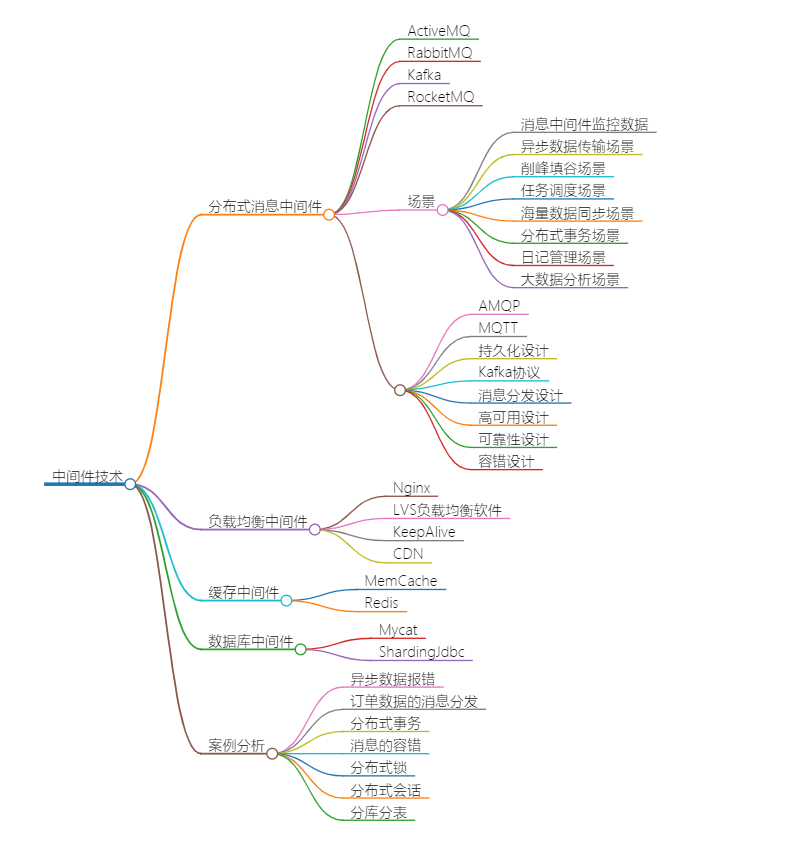 中间件技术
分布式消息中间件
ActiveMQ
RabbitMQ
Kafka
RocketMQ
场景
消息中间件监控数据
异步数据传输场景
削峰填谷场景
任务调度场景
海量数据同步场景
分布式事务场景
日记管理场景
大数据分析场景
AMQP
MQTT
持久化设计
Kafka协议
消息分发设计
高可用设计
可靠性设计
容错设计
负载均衡中间件
Nginx
LVS负载均衡软件
KeepAlive
CDN
缓存中间件
MemCache
Redis
数据库中间件
Mycat
ShardingJdbc
案例分析
异步数据报错
订单数据的消息分发
分布式事务
消息的容错
分布式锁
分布式会话
分库分表